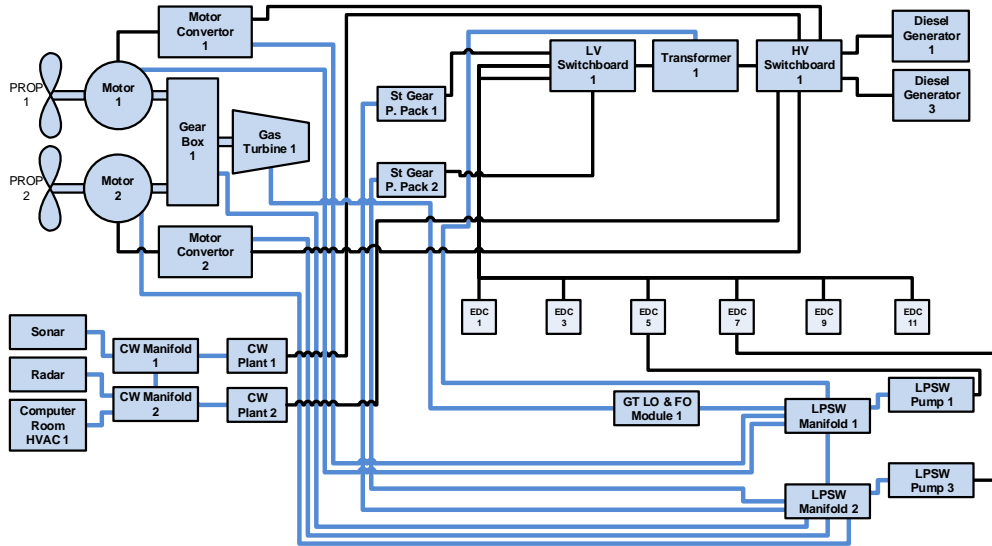 Motor
Convertor
1
LV
Switchboard
1
Transformer
1
HV
Switchboard
1
Diesel
Generator
1
Diesel
Generator
3
PROP
1
Motor
1
Gear
Box
1
Gas
Turbine 1
St Gear
P. Pack 1
St Gear
P. Pack 2
PROP
2
Motor
2
Motor
Convertor
2
EDC
1
EDC
3
EDC
5
EDC
7
EDC
9
EDC
11
Sonar
Radar
Computer
Room
HVAC 1
CW Manifold
1
CW Manifold
2
CW
Plant 1
CW
Plant 2
GT LO & FO
Module 1
LPSW
Manifold 1
LPSW
Pump 1
LPSW
Manifold 2
LPSW
Pump 3